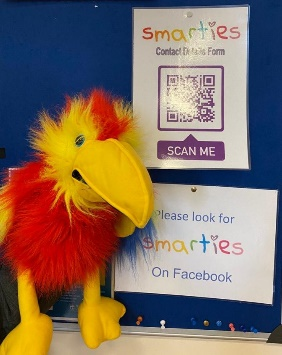 smarties
Contact Details Form
SCAN ME
Please look for
smarties
On Facebook